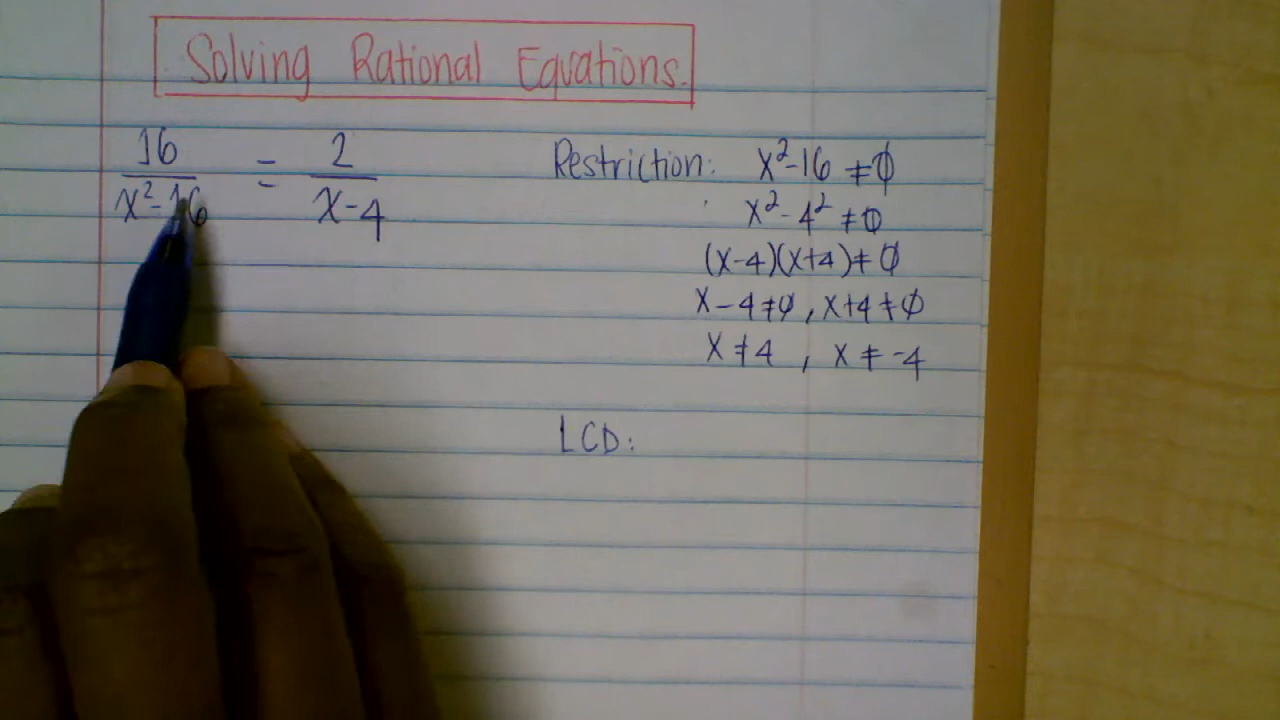 Solving Rational Equations.
16/(x²-16) = 2/(x-4)
Restriction: x²-16 ≠ 0
x² - 4² ≠ 0
(x-4)(x+4) ≠ 0
x-4 ≠ 0, x+4 ≠ 0
x ≠ 4, x ≠ -4
LCD: